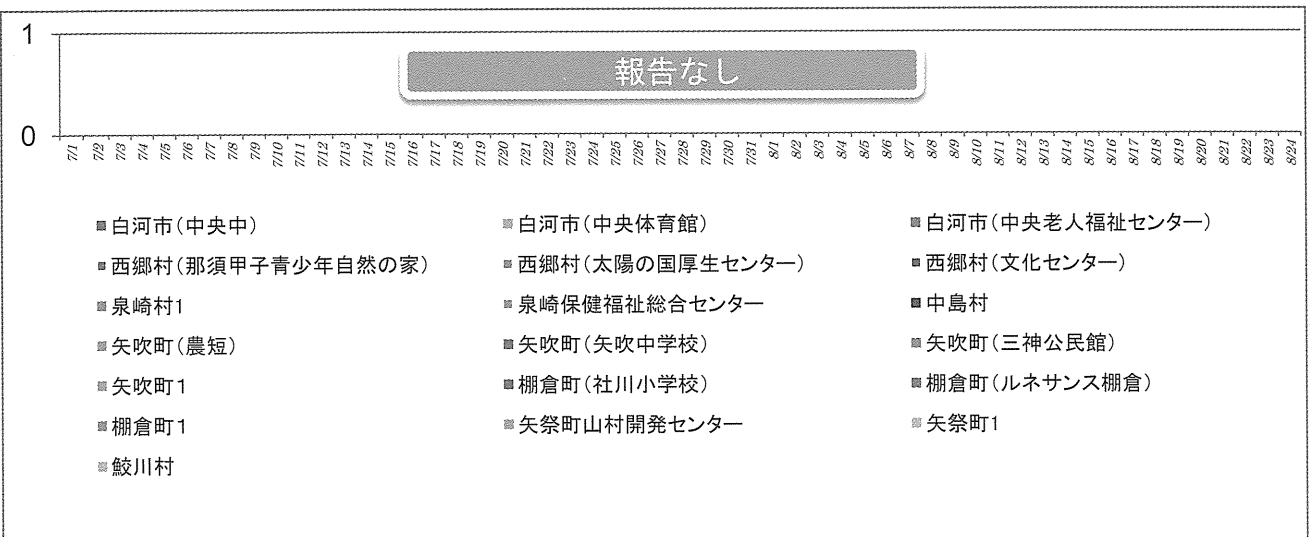 1
報告なし
0
7/1 7/2 7/3 7/4 7/5 7/6 7/7 7/8 7/9 7/10 7/11 7/12 7/13 7/14 7/15 7/16 7/17 7/18 7/19 7/20 7/21 7/22 7/23 7/24 7/25 7/26 7/27 7/28 7/29 7/30 7/31 8/1 8/2 8/3 8/4 8/5 8/6 8/7 8/8 8/9 8/10 8/11 8/12 8/13 8/14 8/15 8/16 8/17 8/18 8/19 8/20 8/21 8/22 8/23 8/24
白河市(中央中) 白河市(中央体育館) 白河市(中央老人福祉センター)
西郷村(那須甲子青少年自然の家) 西郷村(太陽の国厚生センター) 西郷村(文化センター)
泉崎村1 泉崎保健福祉総合センター 中島村
矢吹町(農短) 矢吹町(矢吹中学校) 矢吹町(三神公民館)
矢吹町1 棚倉町(社川小学校) 棚倉町(ルネサンス棚倉)
棚倉町1 矢祭町山村開発センター 矢祭町1
鮫川村